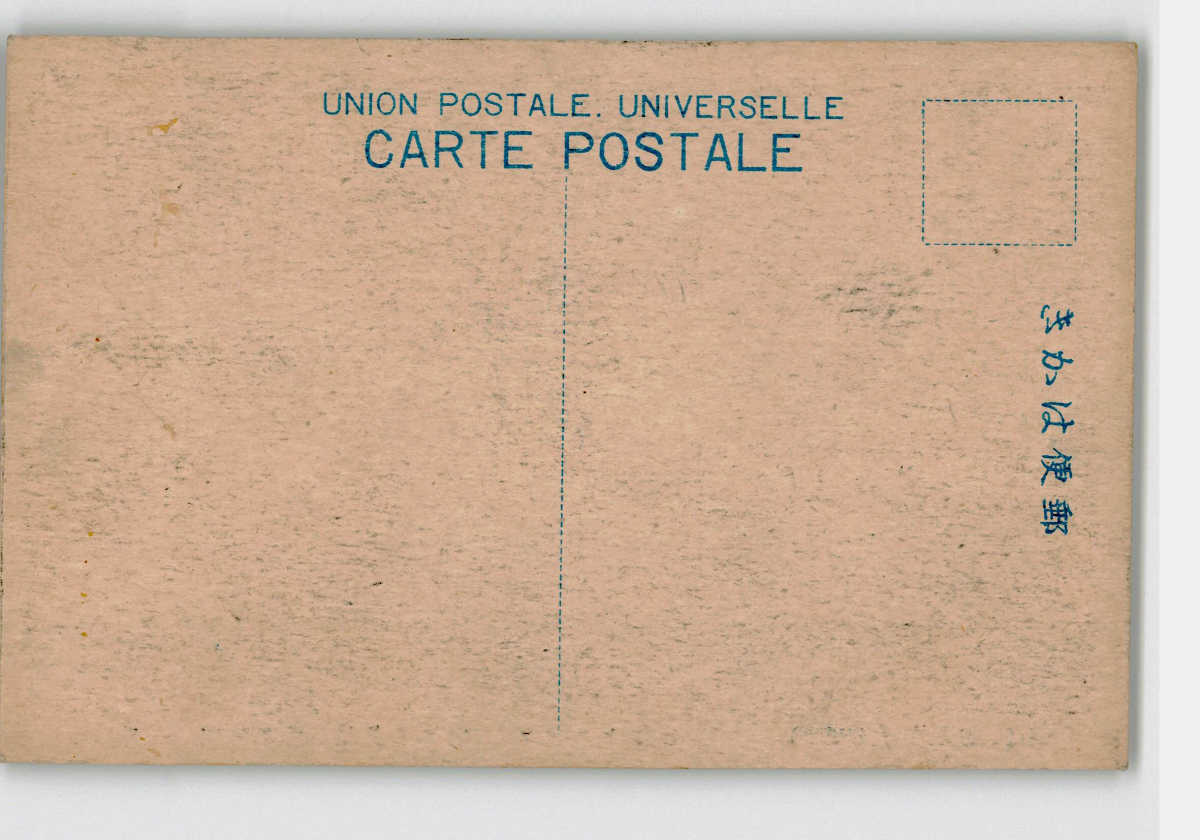 UNION POSTALE. UNIVERSELLE
CARTE POSTALE
郵便はかき